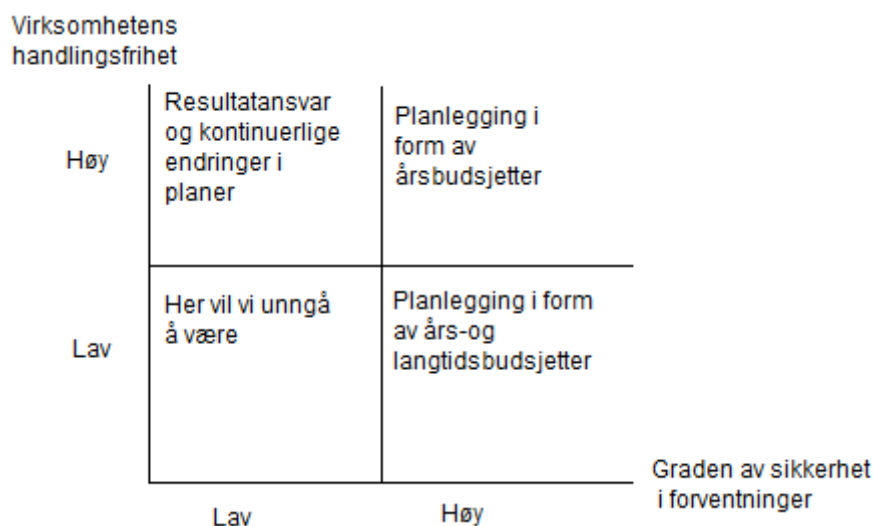 Virksomhetens
handlingsfrihet
Resultatansvar
og kontinuerlige
endringer i
planer
Planlegging i
form av
årsbudsjetter
Høy
Her vil vi unngå
å være
Planlegging i form
av års-og
langtidsbudsjetter
Lav
Graden av sikkerhet
i forventninger
Lav
Høy